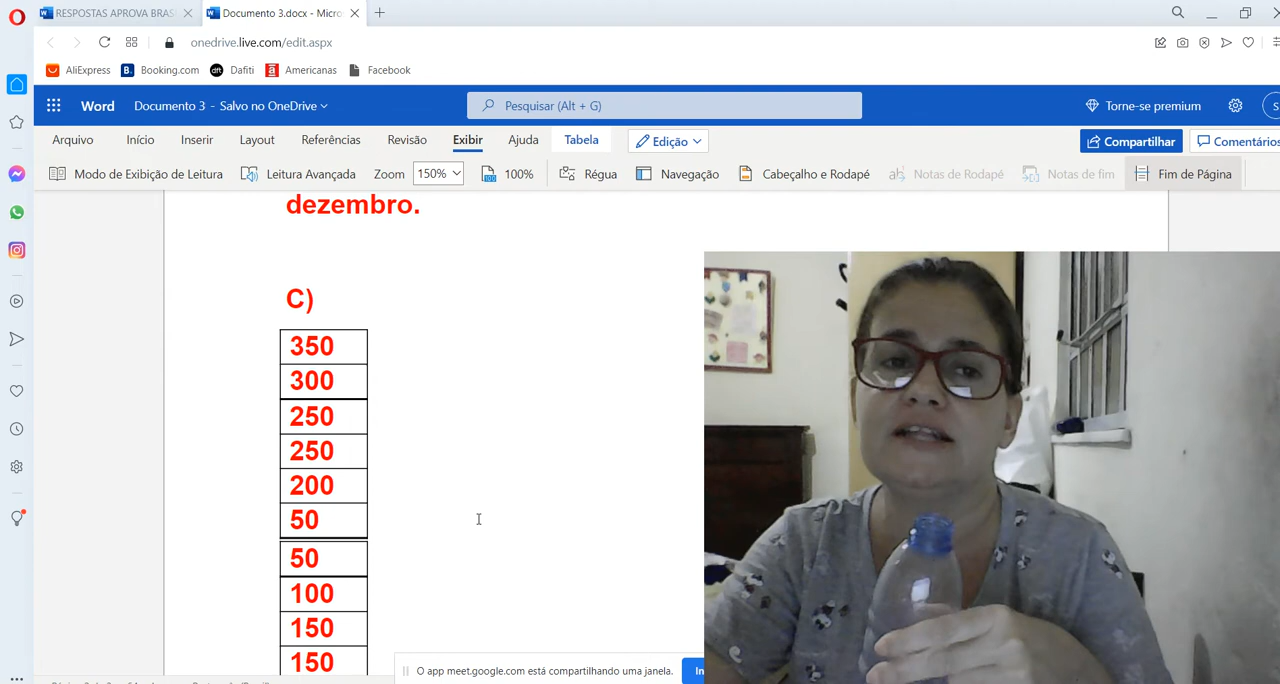 RESPOSTAS APROVA BRAS
Documento 3.docx - Micro
onedrive.live.com/edit.aspx
AliExpress
B. Booking.com
dft Dafiti
a Americanas
Facebook
Word
Documento 3 - Salvo no OneDrive
Pesquisar (Alt + G)
Torne-se premium
S
Arquivo
Início
Inserir
Layout
Referências
Revisão
Exibir
Ajuda
Tabela
Edição
Compartilhar
Comentários
Modo de Exibição de Leitura
Leitura Avançada
Zoom
150%
100%
Régua
Navegação
Cabeçalho e Rodapé
Notas de Rodapé
Notas de fim
Fim de Página
dezembro.
C)
350
300
250
250
200
50
50
100
150
150
O app meet.google.com está compartilhando uma janela.
In